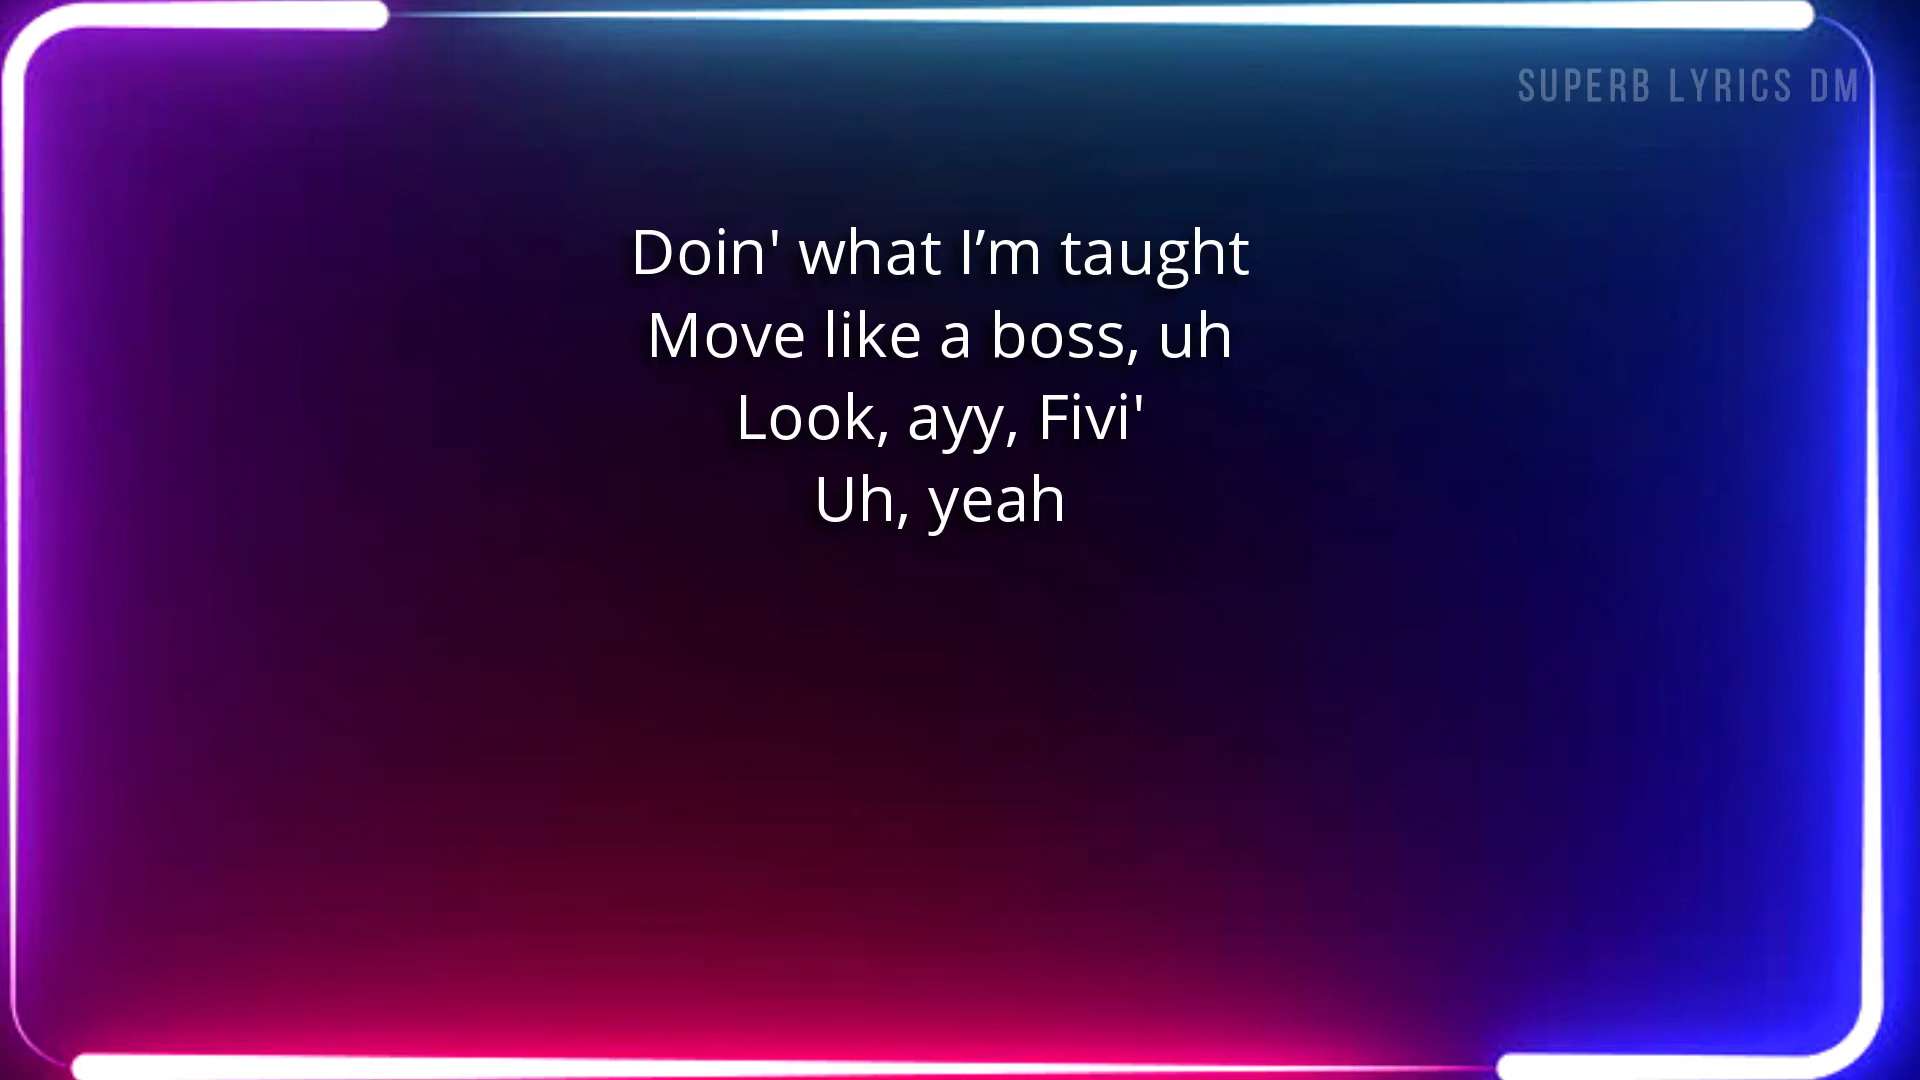 SUPERB LYRICS DM
Doin' what I’m taught
Move like a boss, uh
Look, ayy, Fivi'
Uh, yeah